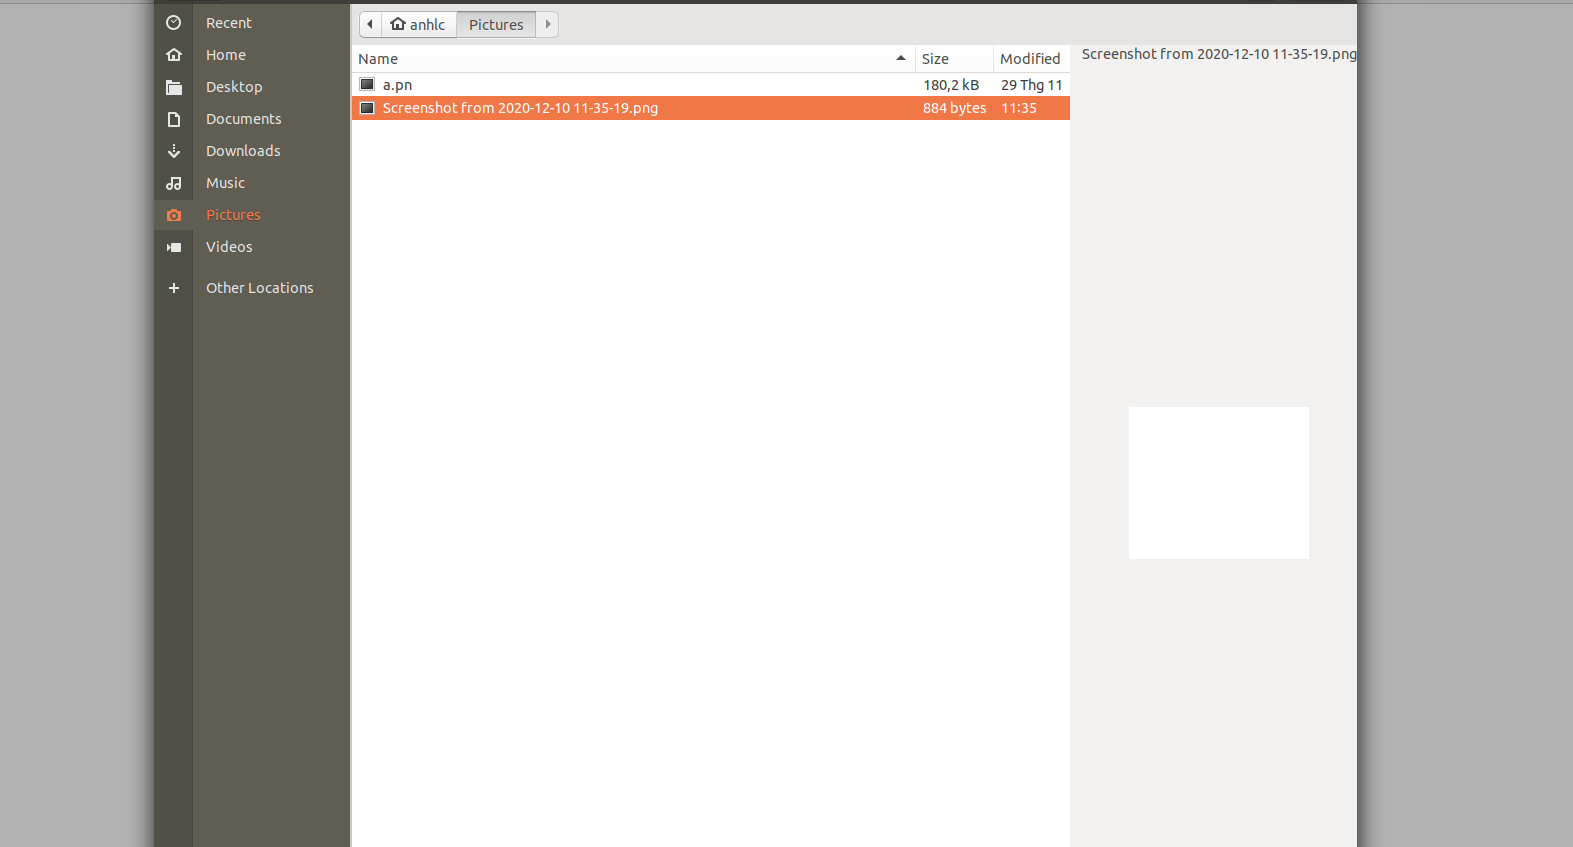 Recent
Home
Desktop
Documents
Downloads
Music
Pictures
Videos
Other Locations
anhlc Pictures
Name Size Modified
a.pn 180,2 kB 29 Thg 11
Screenshot from 2020-12-10 11-35-19.png 884 bytes 11:35
Screenshot from 2020-12-10 11-35-19.png